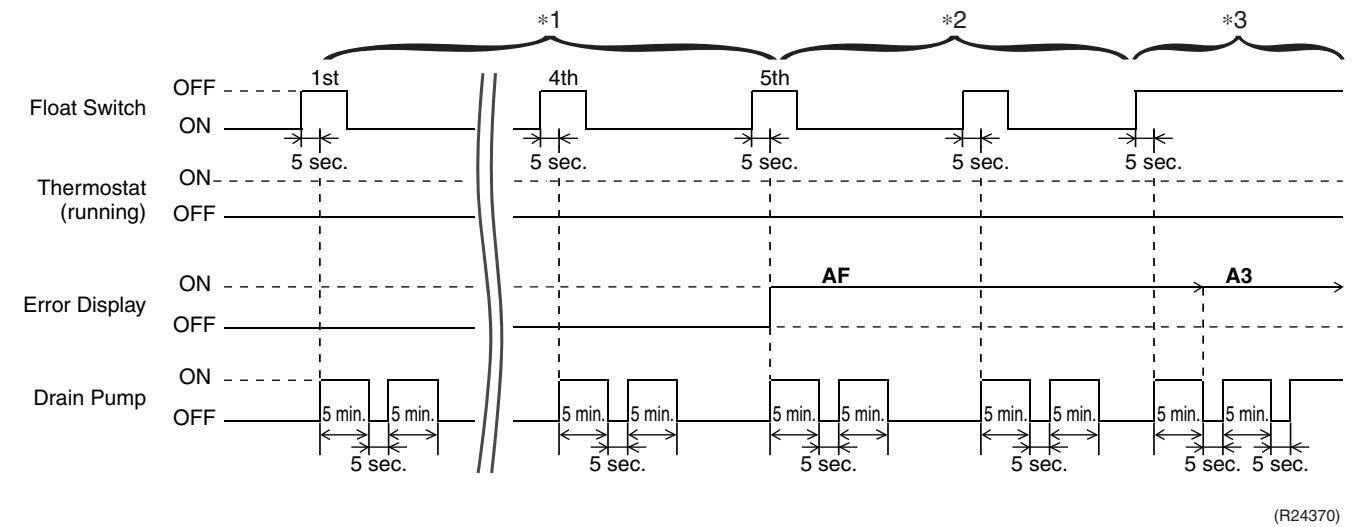 *1 *2 *3
1st 4th 5th
Float Switch
OFF
ON
5 sec. 5 sec. 5 sec. 5 sec. 5 sec.
Thermostat
(running)
ON
OFF
Error Display
ON
OFF
AF A3
Drain Pump
ON
OFF
5 min. 5 min. 5 min. 5 min. 5 min. 5 min. 5 min. 5 min. 5 min. 5 min.
5 sec. 5 sec. 5 sec. 5 sec. 5 sec. 5 sec.
(R24370)